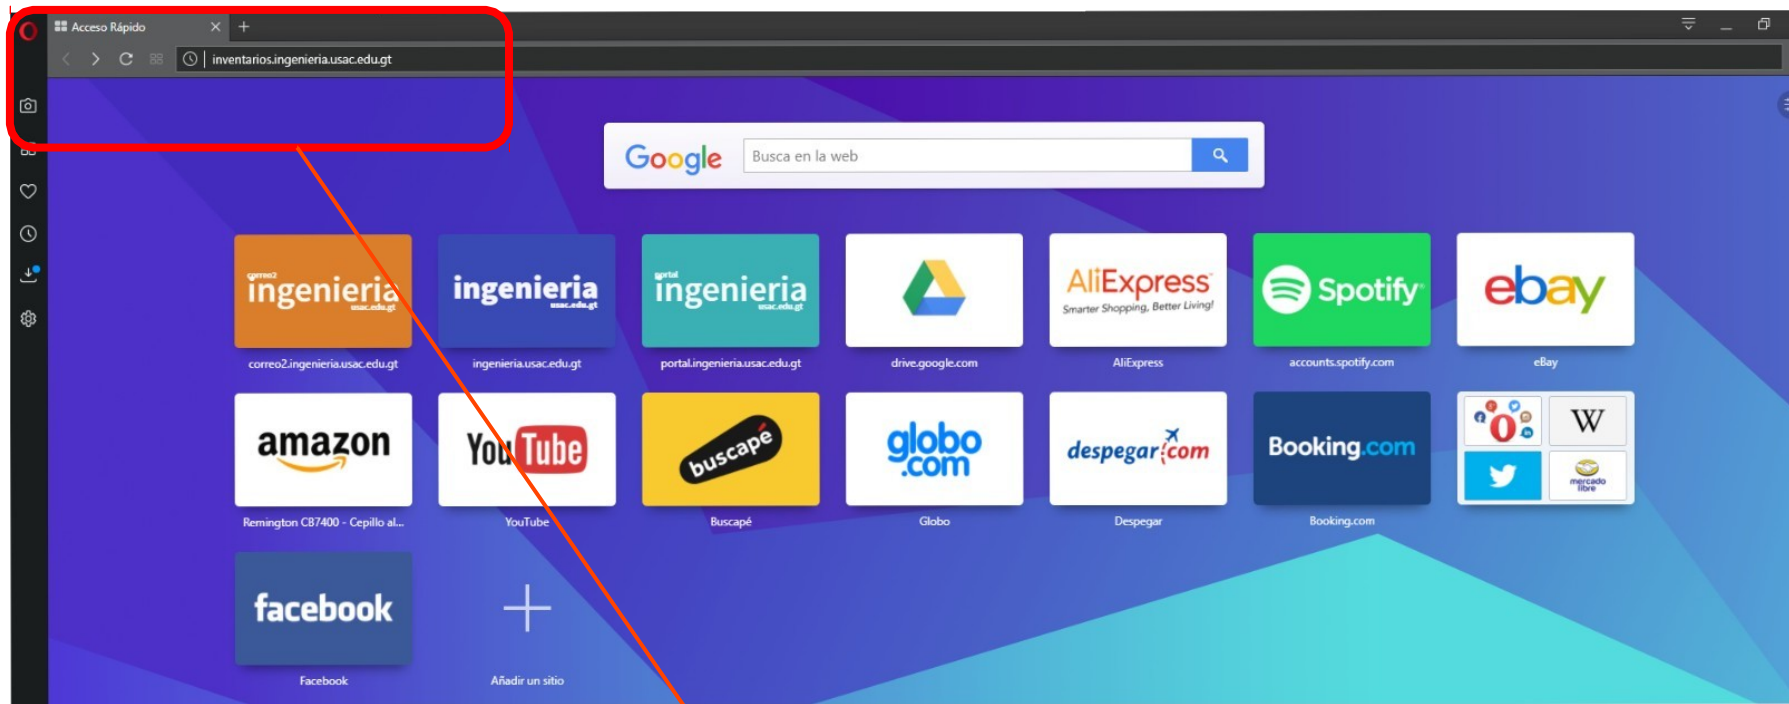 Acceso Rápido
inventarios.ingenieria.usac.edu.gt
Google
Busca en la web
correo2
ingenieria
usac.edu.gt
ingenieria
usac.edu.gt
portal
ingenieria
usac.edu.gt
AliExpress
Smarter Shopping, Better Living!
Spotify
ebay
correo2.ingenieria.usac.edu.gt
ingenieria.usac.edu.gt
portal.ingenieria.usac.edu.gt
drive.google.com
AliExpress
accounts.spotify.com
eBay
amazon
YouTube
buscapé
globo
.com
despegar.com
Booking.com
W
mercado
libre
Remington CB7400 - Cepillo al...
YouTube
Buscapé
Globo
Despegar
Booking.com
facebook
Facebook
Añadir un sitio